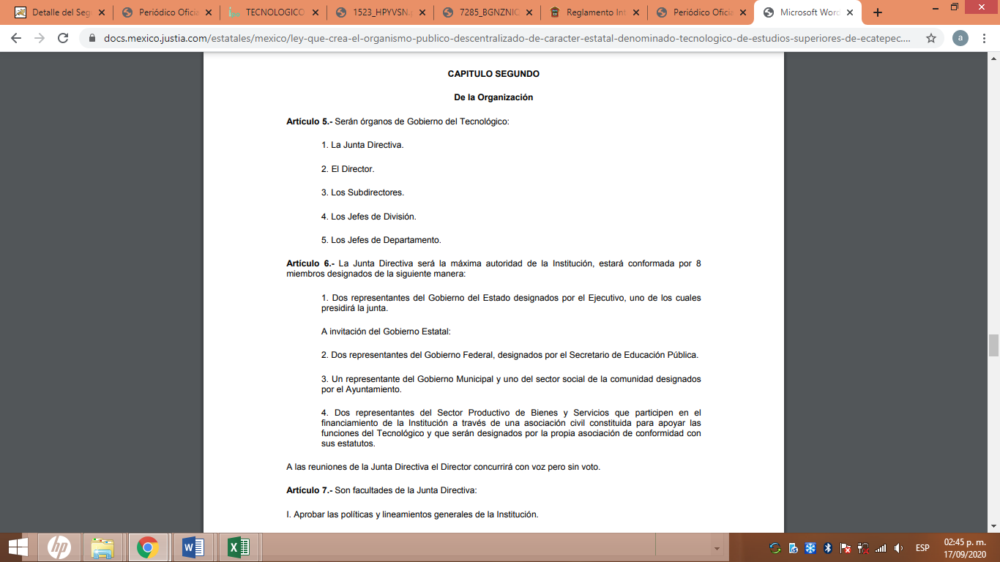 Detalle del Seg
Periódico Oficia
TECNOLOGICO
1523_HPYVSN.p
7285_BGNZNIC
Reglamento Int
Periódico Oficia
Microsoft Word
docs.mexico.justia.com/estatales/mexico/ley-que-crea-el-organismo-publico-descentralizado-de-caracter-estatal-denominado-tecnologico-de-estudios-superiores-de-ecatepec....
a
CAPITULO SEGUNDO
De la Organización
Artículo 5.- Serán órganos de Gobierno del Tecnológico:
1. La Junta Directiva.
2. El Director.
3. Los Subdirectores.
4. Los Jefes de División.
5. Los Jefes de Departamento.
Artículo 6.- La Junta Directiva será la máxima autoridad de la Institución, estará conformada por 8
miembros designados de la siguiente manera:
1. Dos representantes del Gobierno del Estado designados por el Ejecutivo, uno de los cuales
presidirá la junta.
A invitación del Gobierno Estatal:
2. Dos representantes del Gobierno Federal, designados por el Secretario de Educación Pública.
3. Un representante del Gobierno Municipal y uno del sector social de la comunidad designados
por el Ayuntamiento.
4. Dos representantes del Sector Productivo de Bienes y Servicios que participen en el
financiamiento de la Institución a través de una asociación civil constituida para apoyar las
funciones del Tecnológico y que serán designados por la propia asociación de conformidad con
sus estatutos.
A las reuniones de la Junta Directiva el Director concurrirá con voz pero sin voto.
Artículo 7.- Son facultades de la Junta Directiva:
I. Aprobar las políticas y lineamientos generales de la Institución.
hp
ESP
02:45 p. m.
17/09/2020